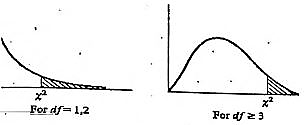 χ²
For df = 1,2
χ²
For df ≥ 3